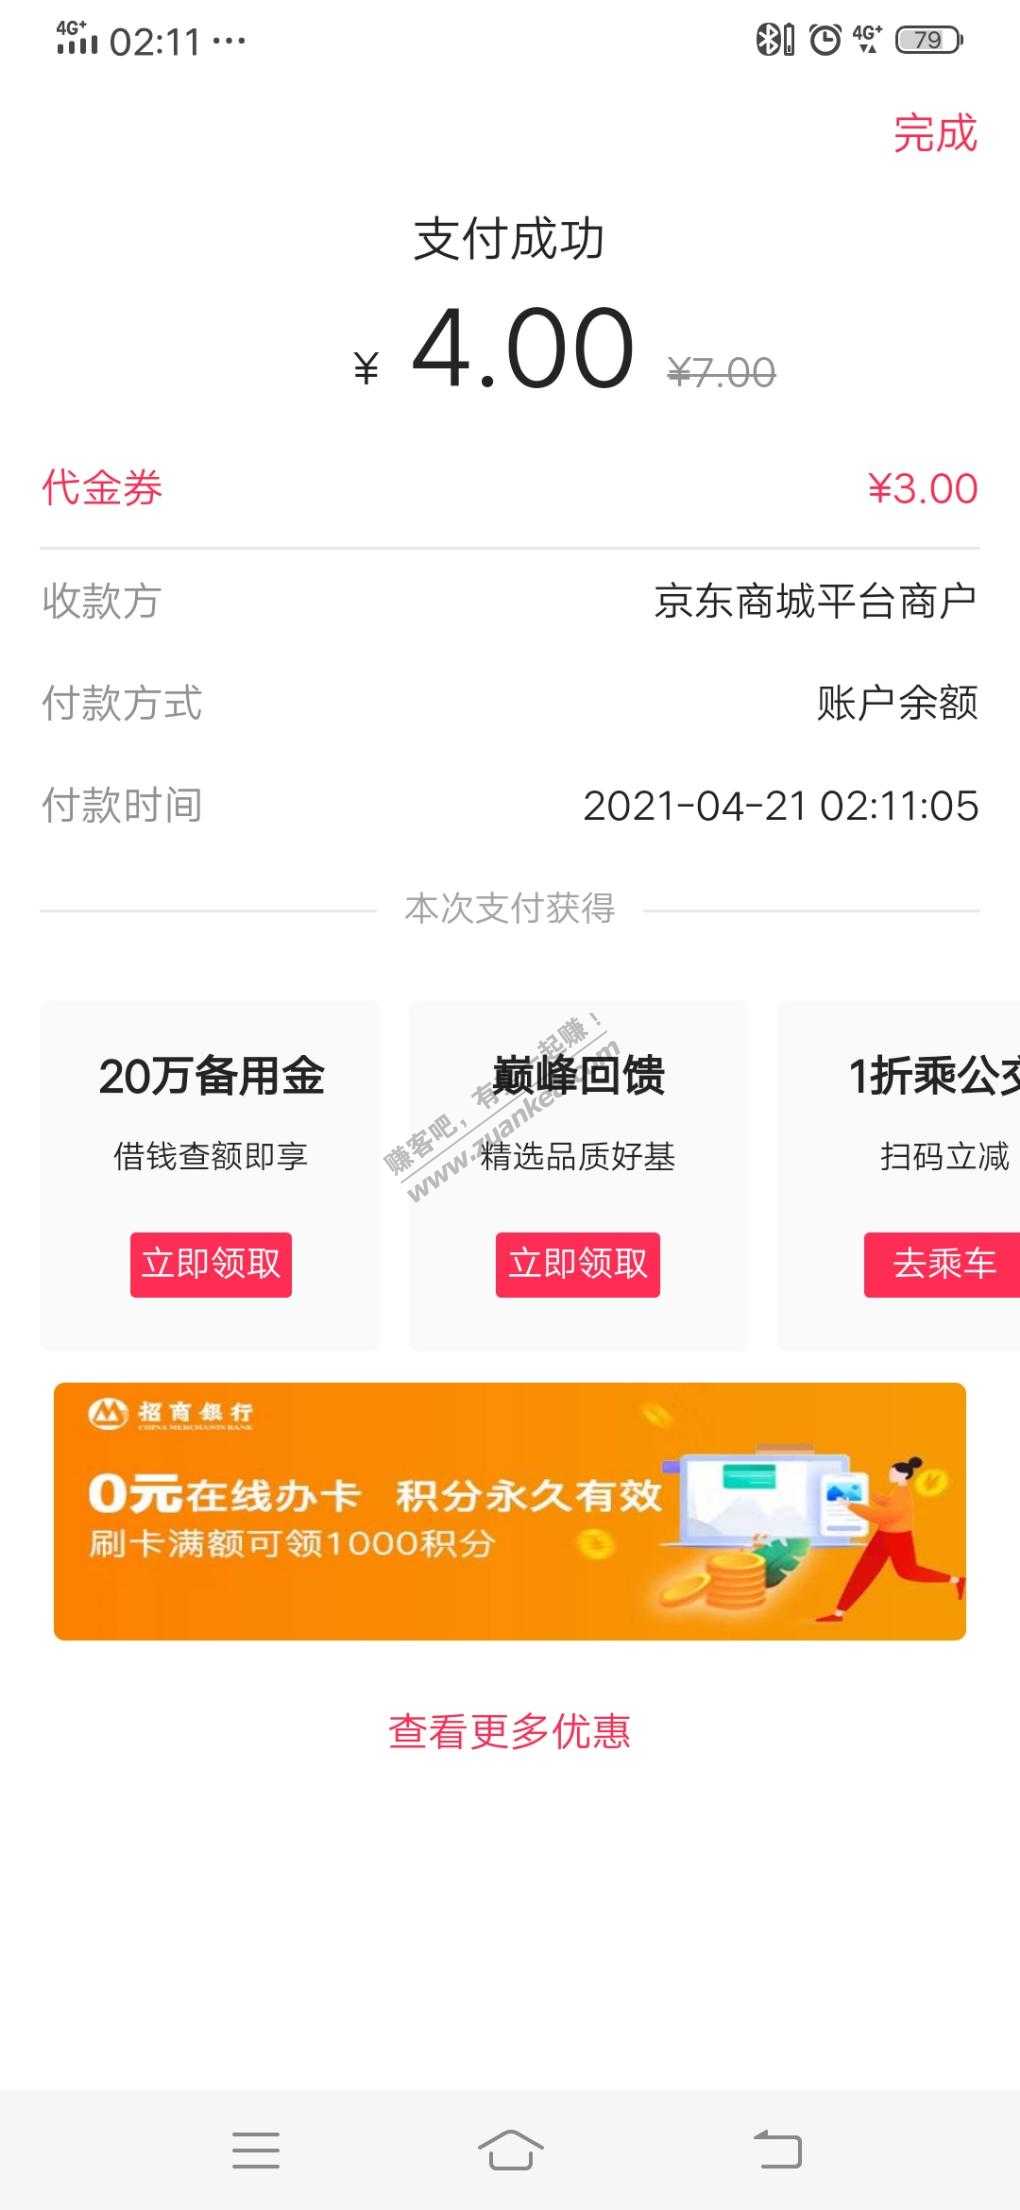 4G+ 02:11 ··· 4G+ 79
完成
支付成功
¥ 4.00 ¥7.00
代金券 ¥3.00
收款方 京东商城平台商户
付款方式 账户余额
付款时间 2021-04-21 02:11:05
本次支付获得
20万备用金 巅峰回馈 1折乘公交
借钱查额即享 精选品质好基 扫码立减
立即领取 立即领取 去乘车
赚客吧，有 起赚！
www.zuanke8.com
招商銀行
CHINA MERCHANTS BANK
0元在线办卡 积分永久有效
刷卡满额可领1000积分
查看更多优惠